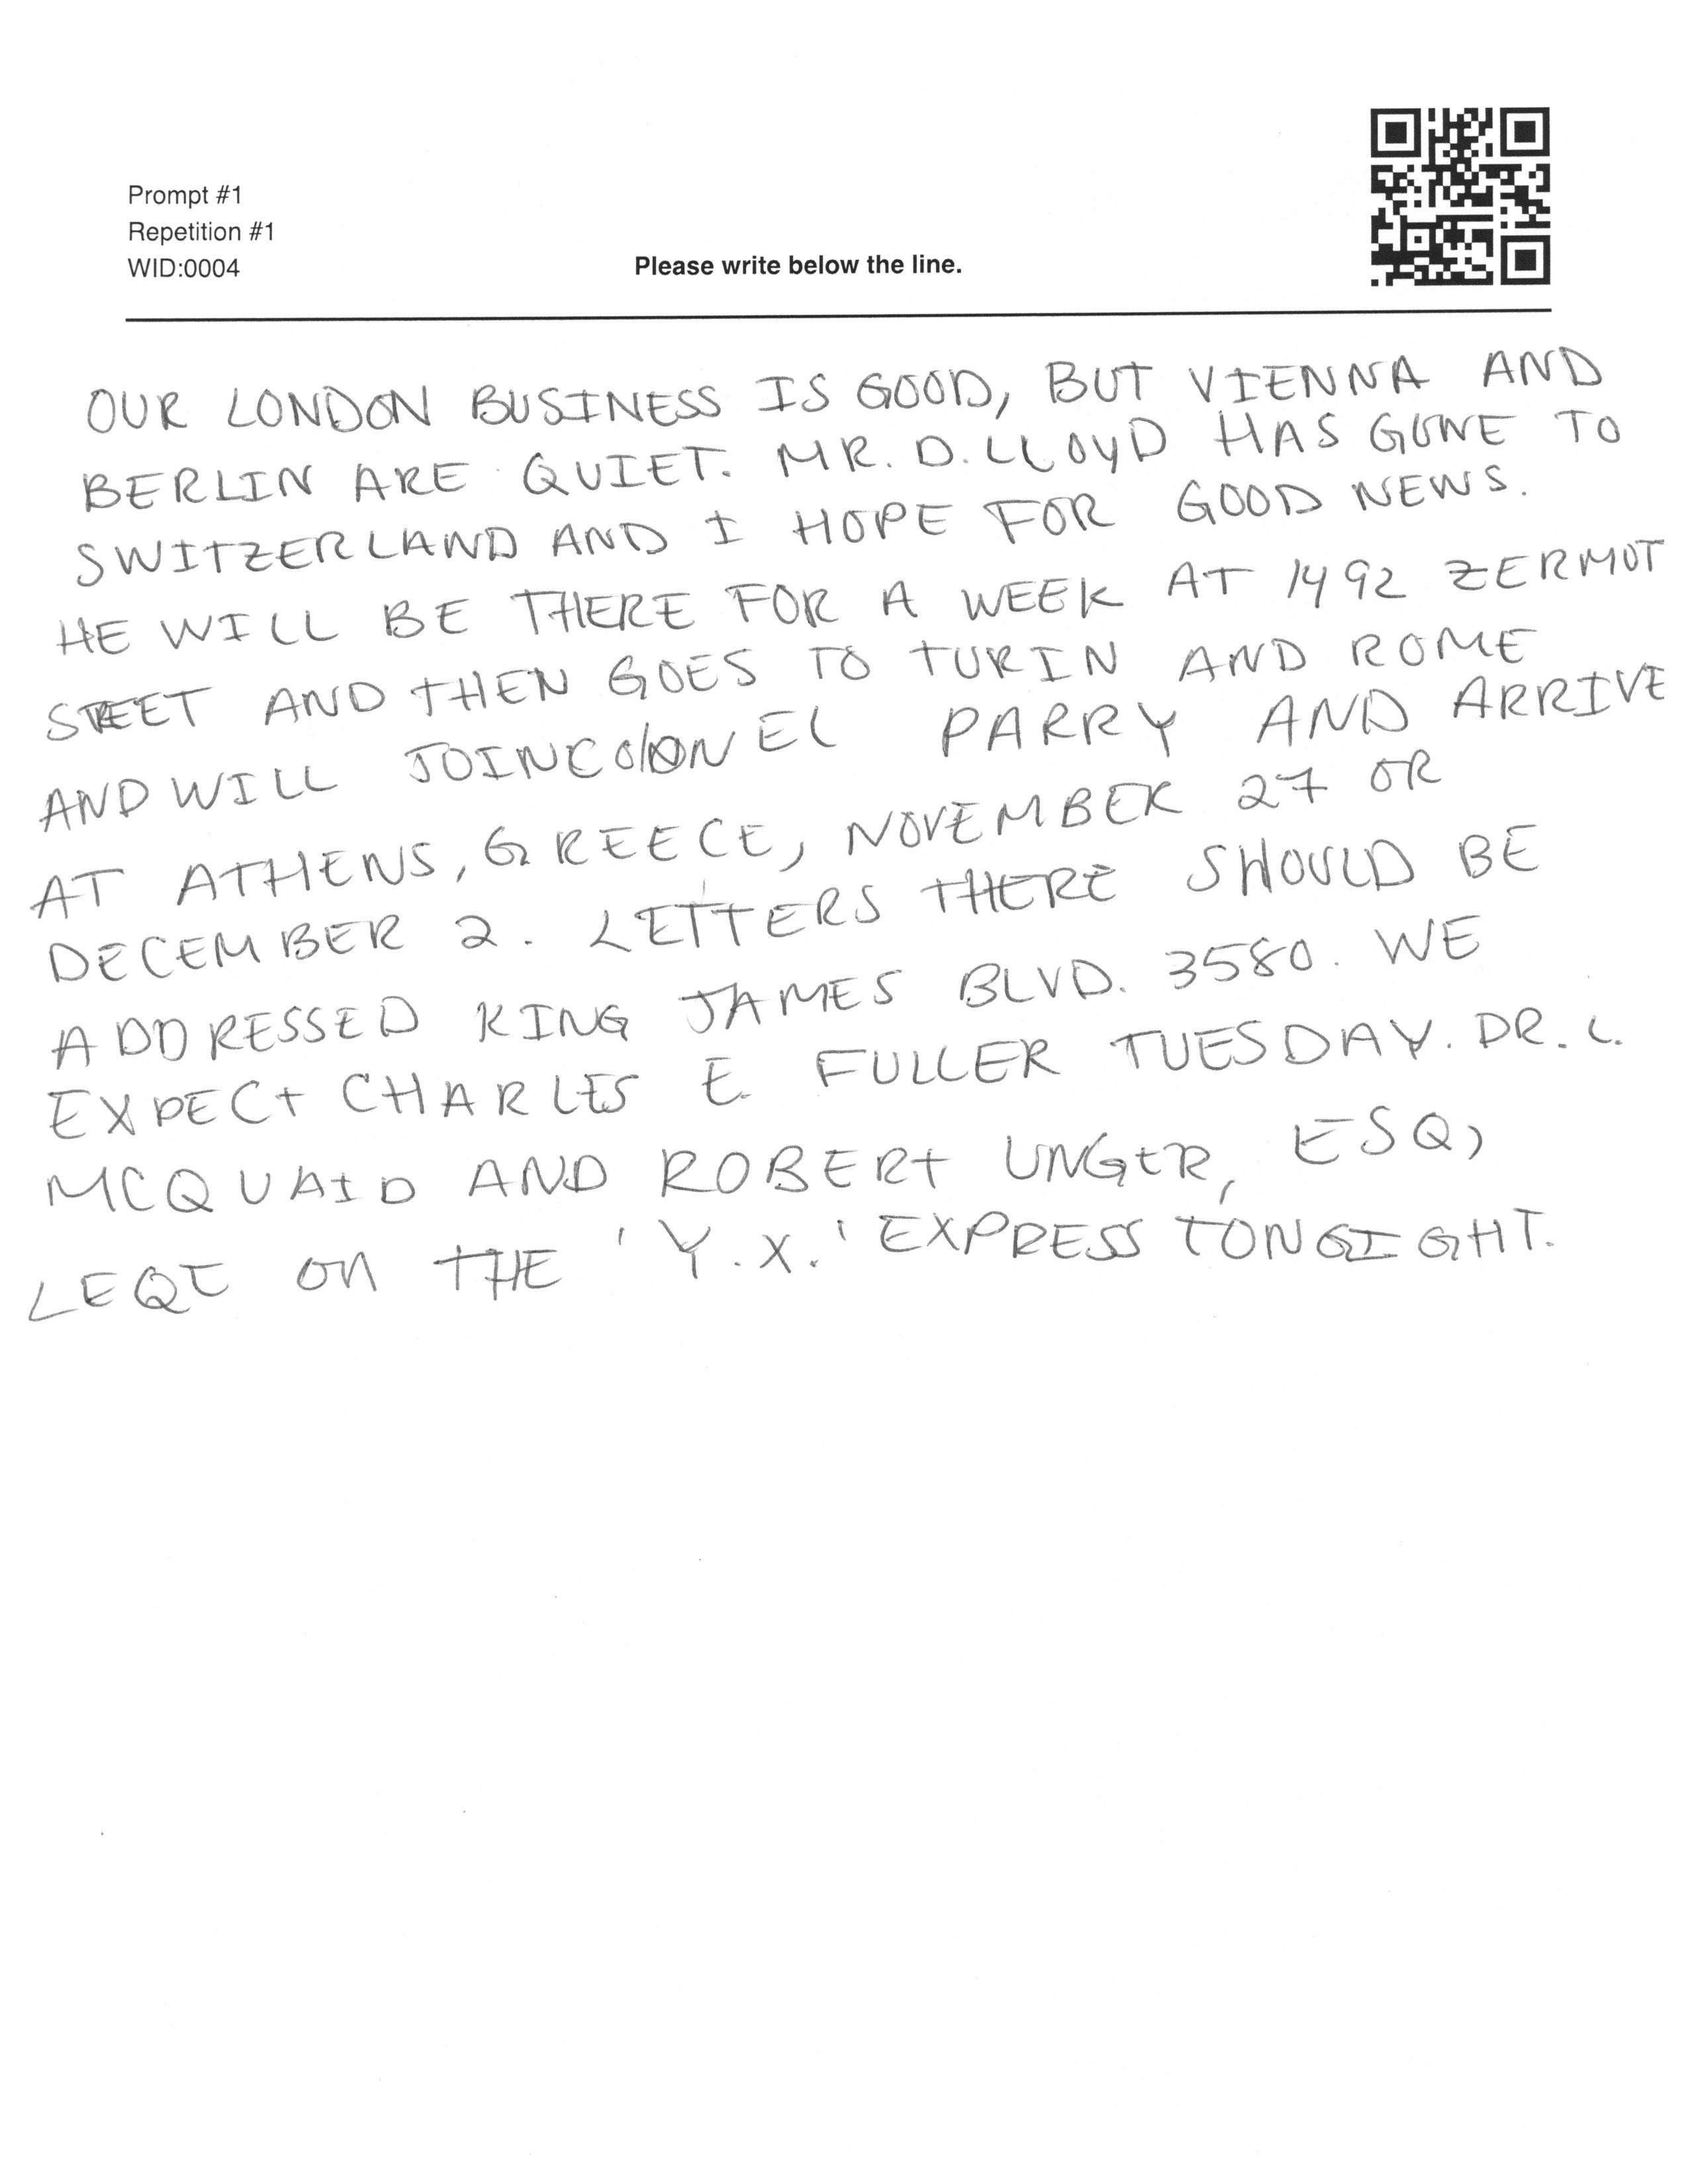 Prompt #1
Repetition #1
WID:0004
Please write below the line.
OUR LONDON BUSINESS IS GOOD, BUT VIENNA AND
BERLIN ARE QUIET. MR. D. LLOYD HAS GONE TO
SWITZERLAND AND I HOPE FOR GOOD NEWS.
HE WILL BE THERE FOR A WEEK AT 1492 ZERMOT
STEET AND THEN GOES TO TURIN AND ROME
AND WILL JOIN COLONEL PARRY AND ARRIVE
AT ATHENS, GREECE, NOVEMBER 27 OR
DECEMBER 2. LETTERS THERE SHOULD BE
ADDRESSED KING JAMES BLVD. 3580. WE
EXPECT CHARLES E. FULLER TUESDAY. DR. L.
MCQUAID AND ROBERT UNGER, ESQ,
LEQT ON THE 'Y.X.' EXPRESS TONGIGHT.